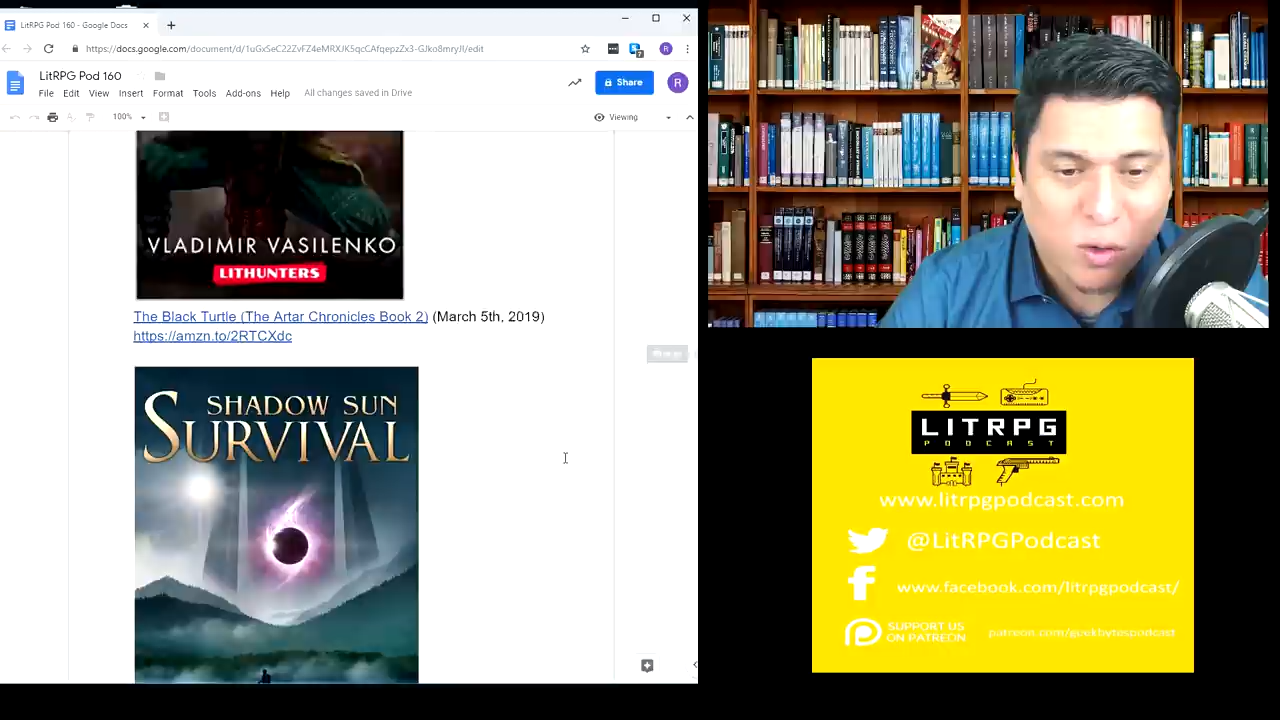 LitRPG Pod 160 - Google Docs
https://docs.google.com/document/d/1uGxSeC22ZvFZ4eMRXJK5qcCAfqepzZx3-GJko8mryJI/edit
LitRPG Pod 160
File Edit View Insert Format Tools Add-ons Help All changes saved in Drive
Share
R
100%
Viewing
VLADIMIR VASILENKO
LITHUNTERS
The Black Turtle (The Artar Chronicles Book 2) (March 5th, 2019)
https://amzn.to/2RTCXdc
SHADOW SUN
SURVIVAL
LITRPG
PODCAST
www.litrpgpodcast.com
@LitRPGPodcast
www.facebook.com/litrpgpodcast/
SUPPORT US
ON PATREON
patreon.com/geekbytespodcast